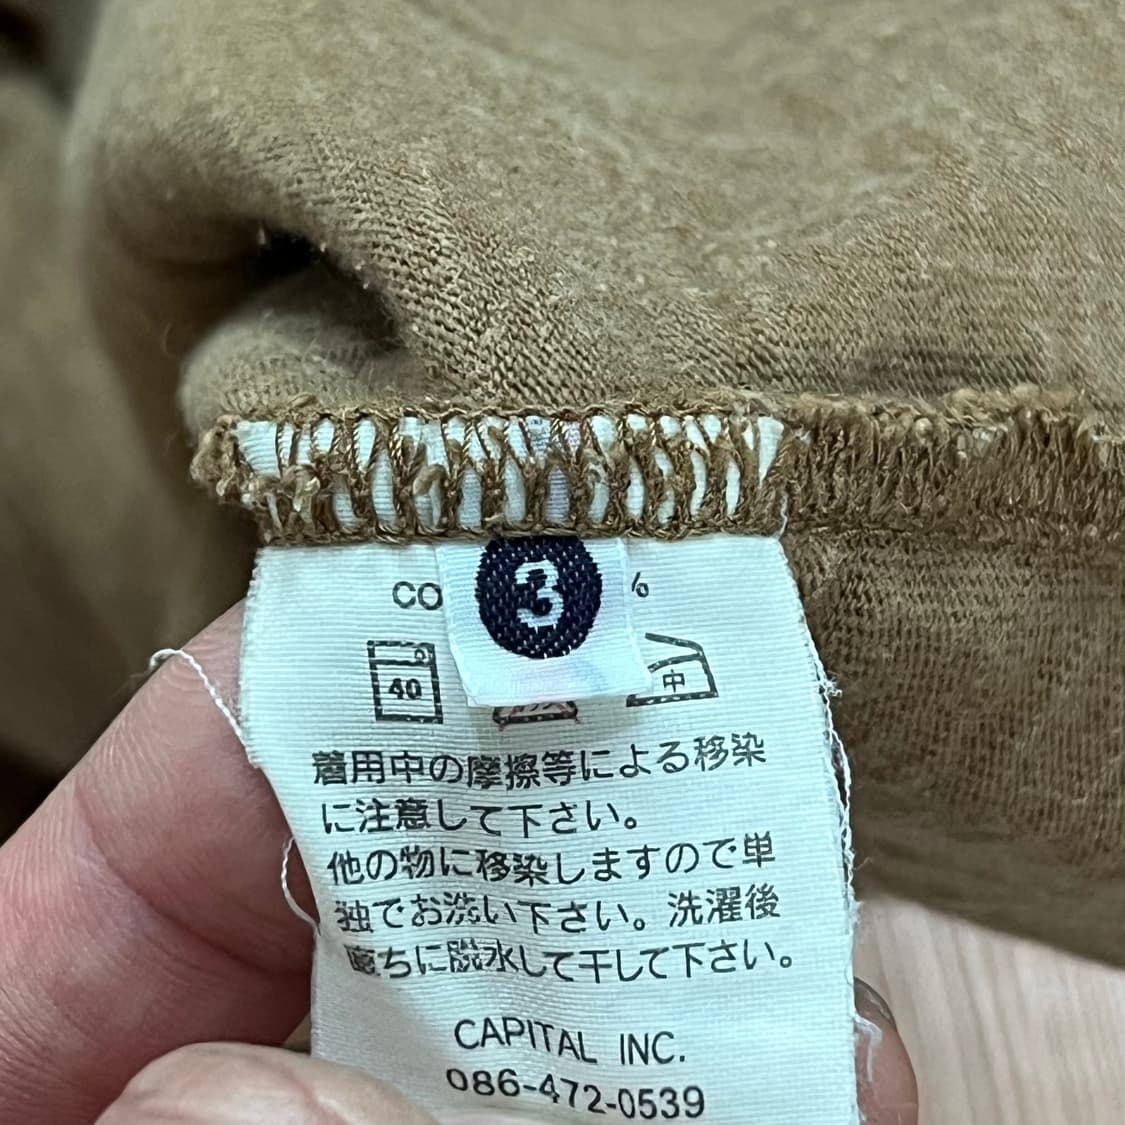 3
40
中
着用中の摩擦等による移染
に注意して下さい。
他の物に移染しますので単
独でお洗い下さい。洗濯後
直ちに脱水して干して下さい。
CAPITAL INC.
086-472-0539